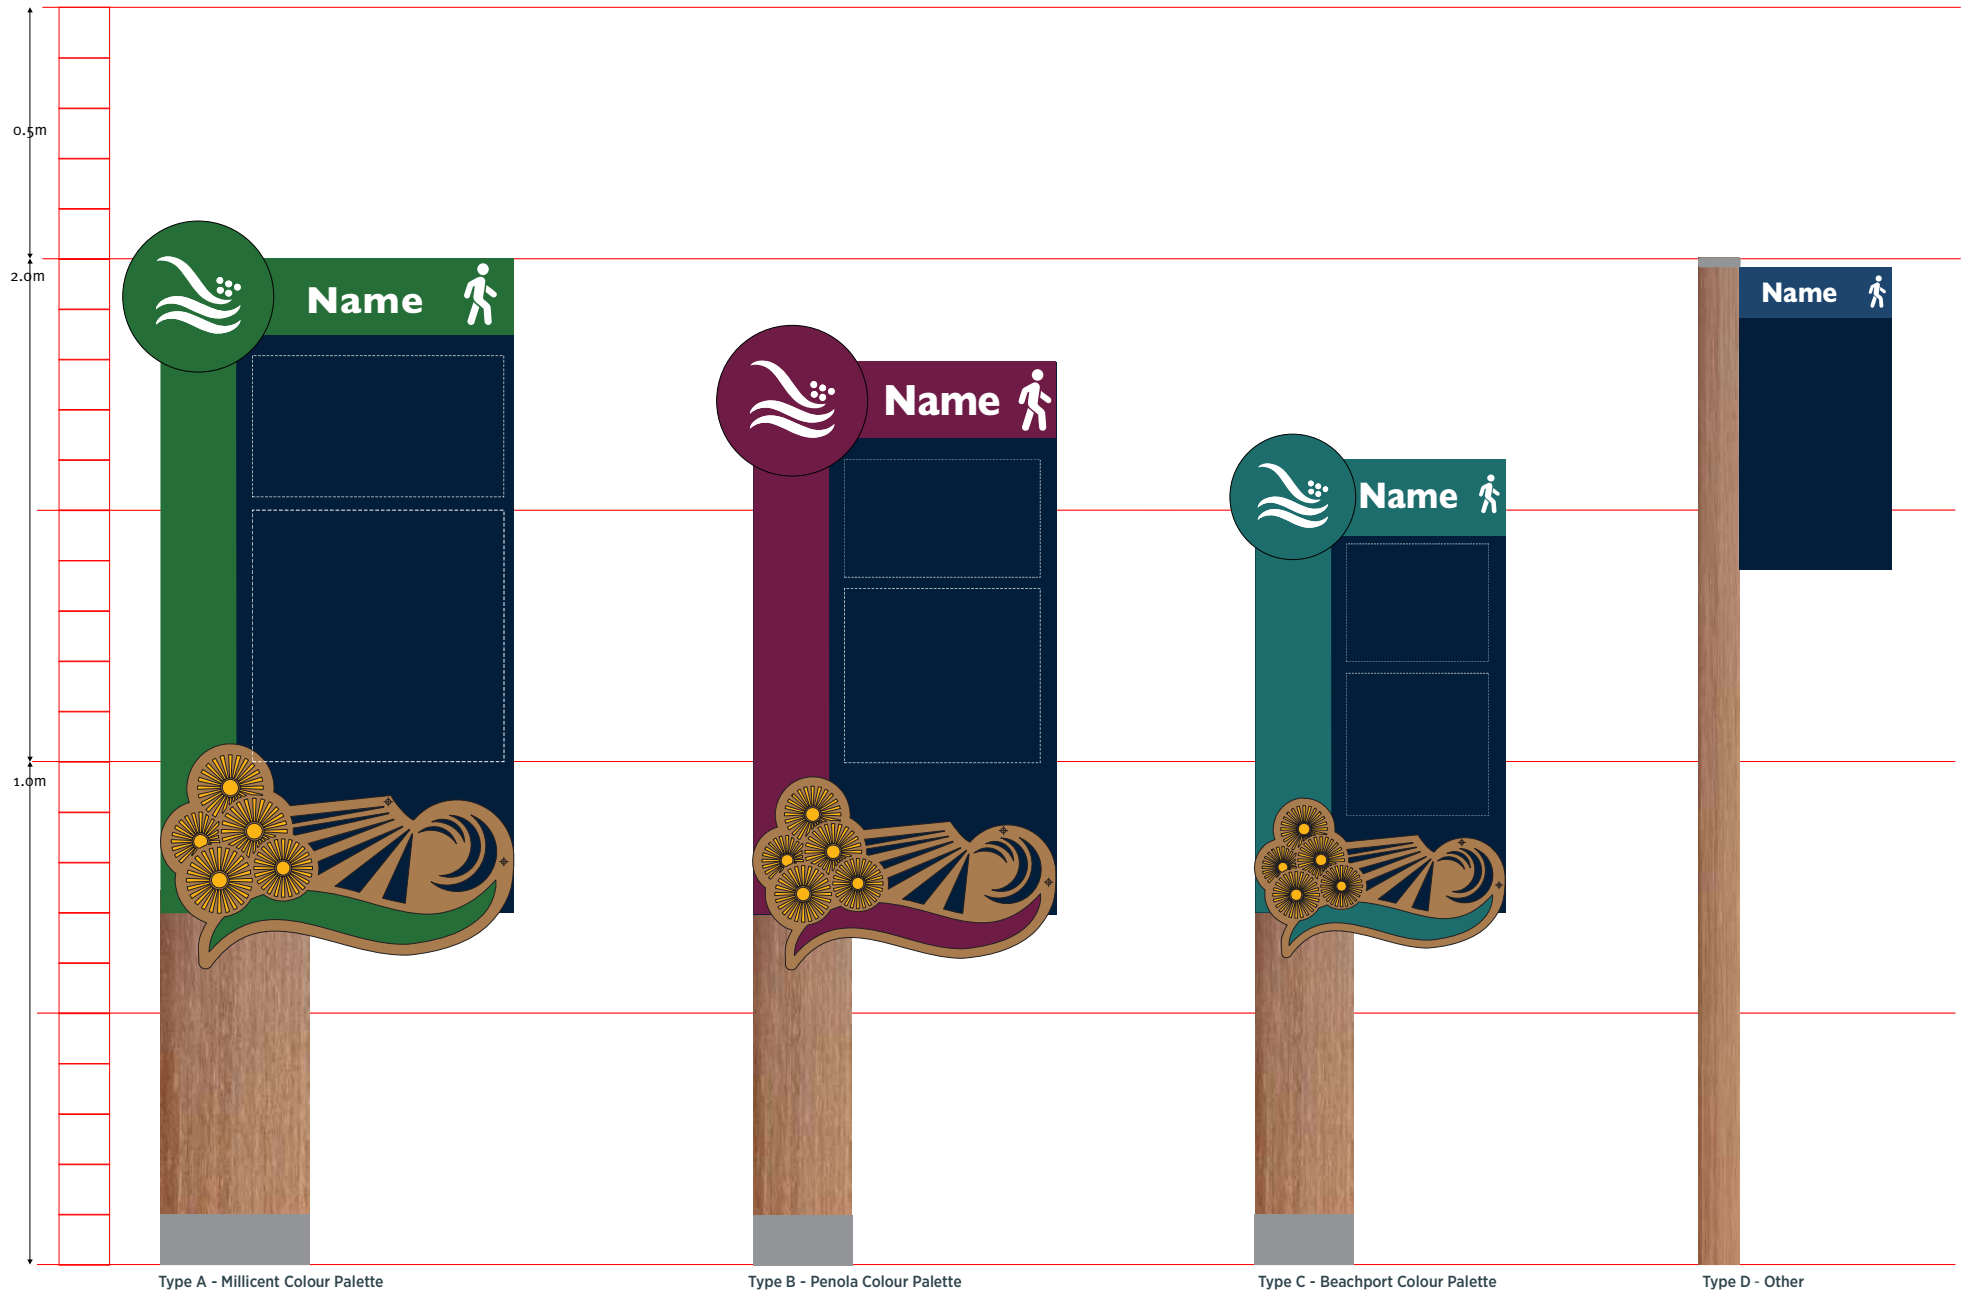 0.5m
2.0m
1.0m
Name
Name
Name
Name
Type A - Millicent Colour Palette
Type B - Penola Colour Palette
Type C - Beachport Colour Palette
Type D - Other